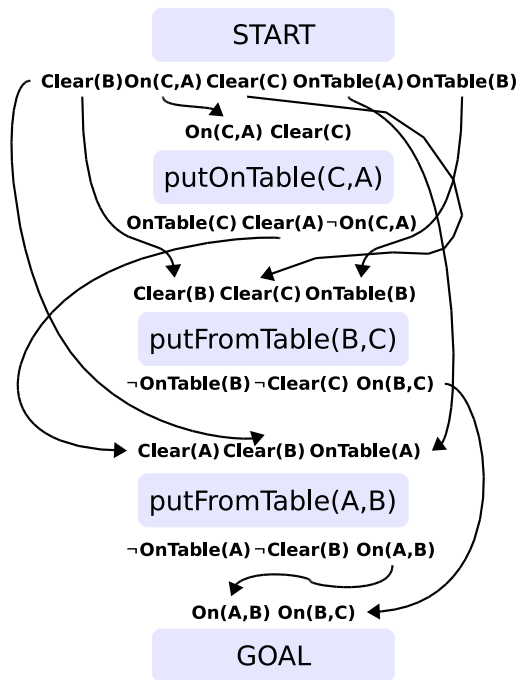 START
Clear(B) On(C,A) Clear(C) OnTable(A) OnTable(B)
On(C,A) Clear(C)
putOnTable(C,A)
OnTable(C) Clear(A) ¬On(C,A)
Clear(B) Clear(C) OnTable(B)
putFromTable(B,C)
¬OnTable(B) ¬Clear(C) On(B,C)
Clear(A) Clear(B) OnTable(A)
putFromTable(A,B)
¬OnTable(A) ¬Clear(B) On(A,B)
On(A,B) On(B,C)
GOAL